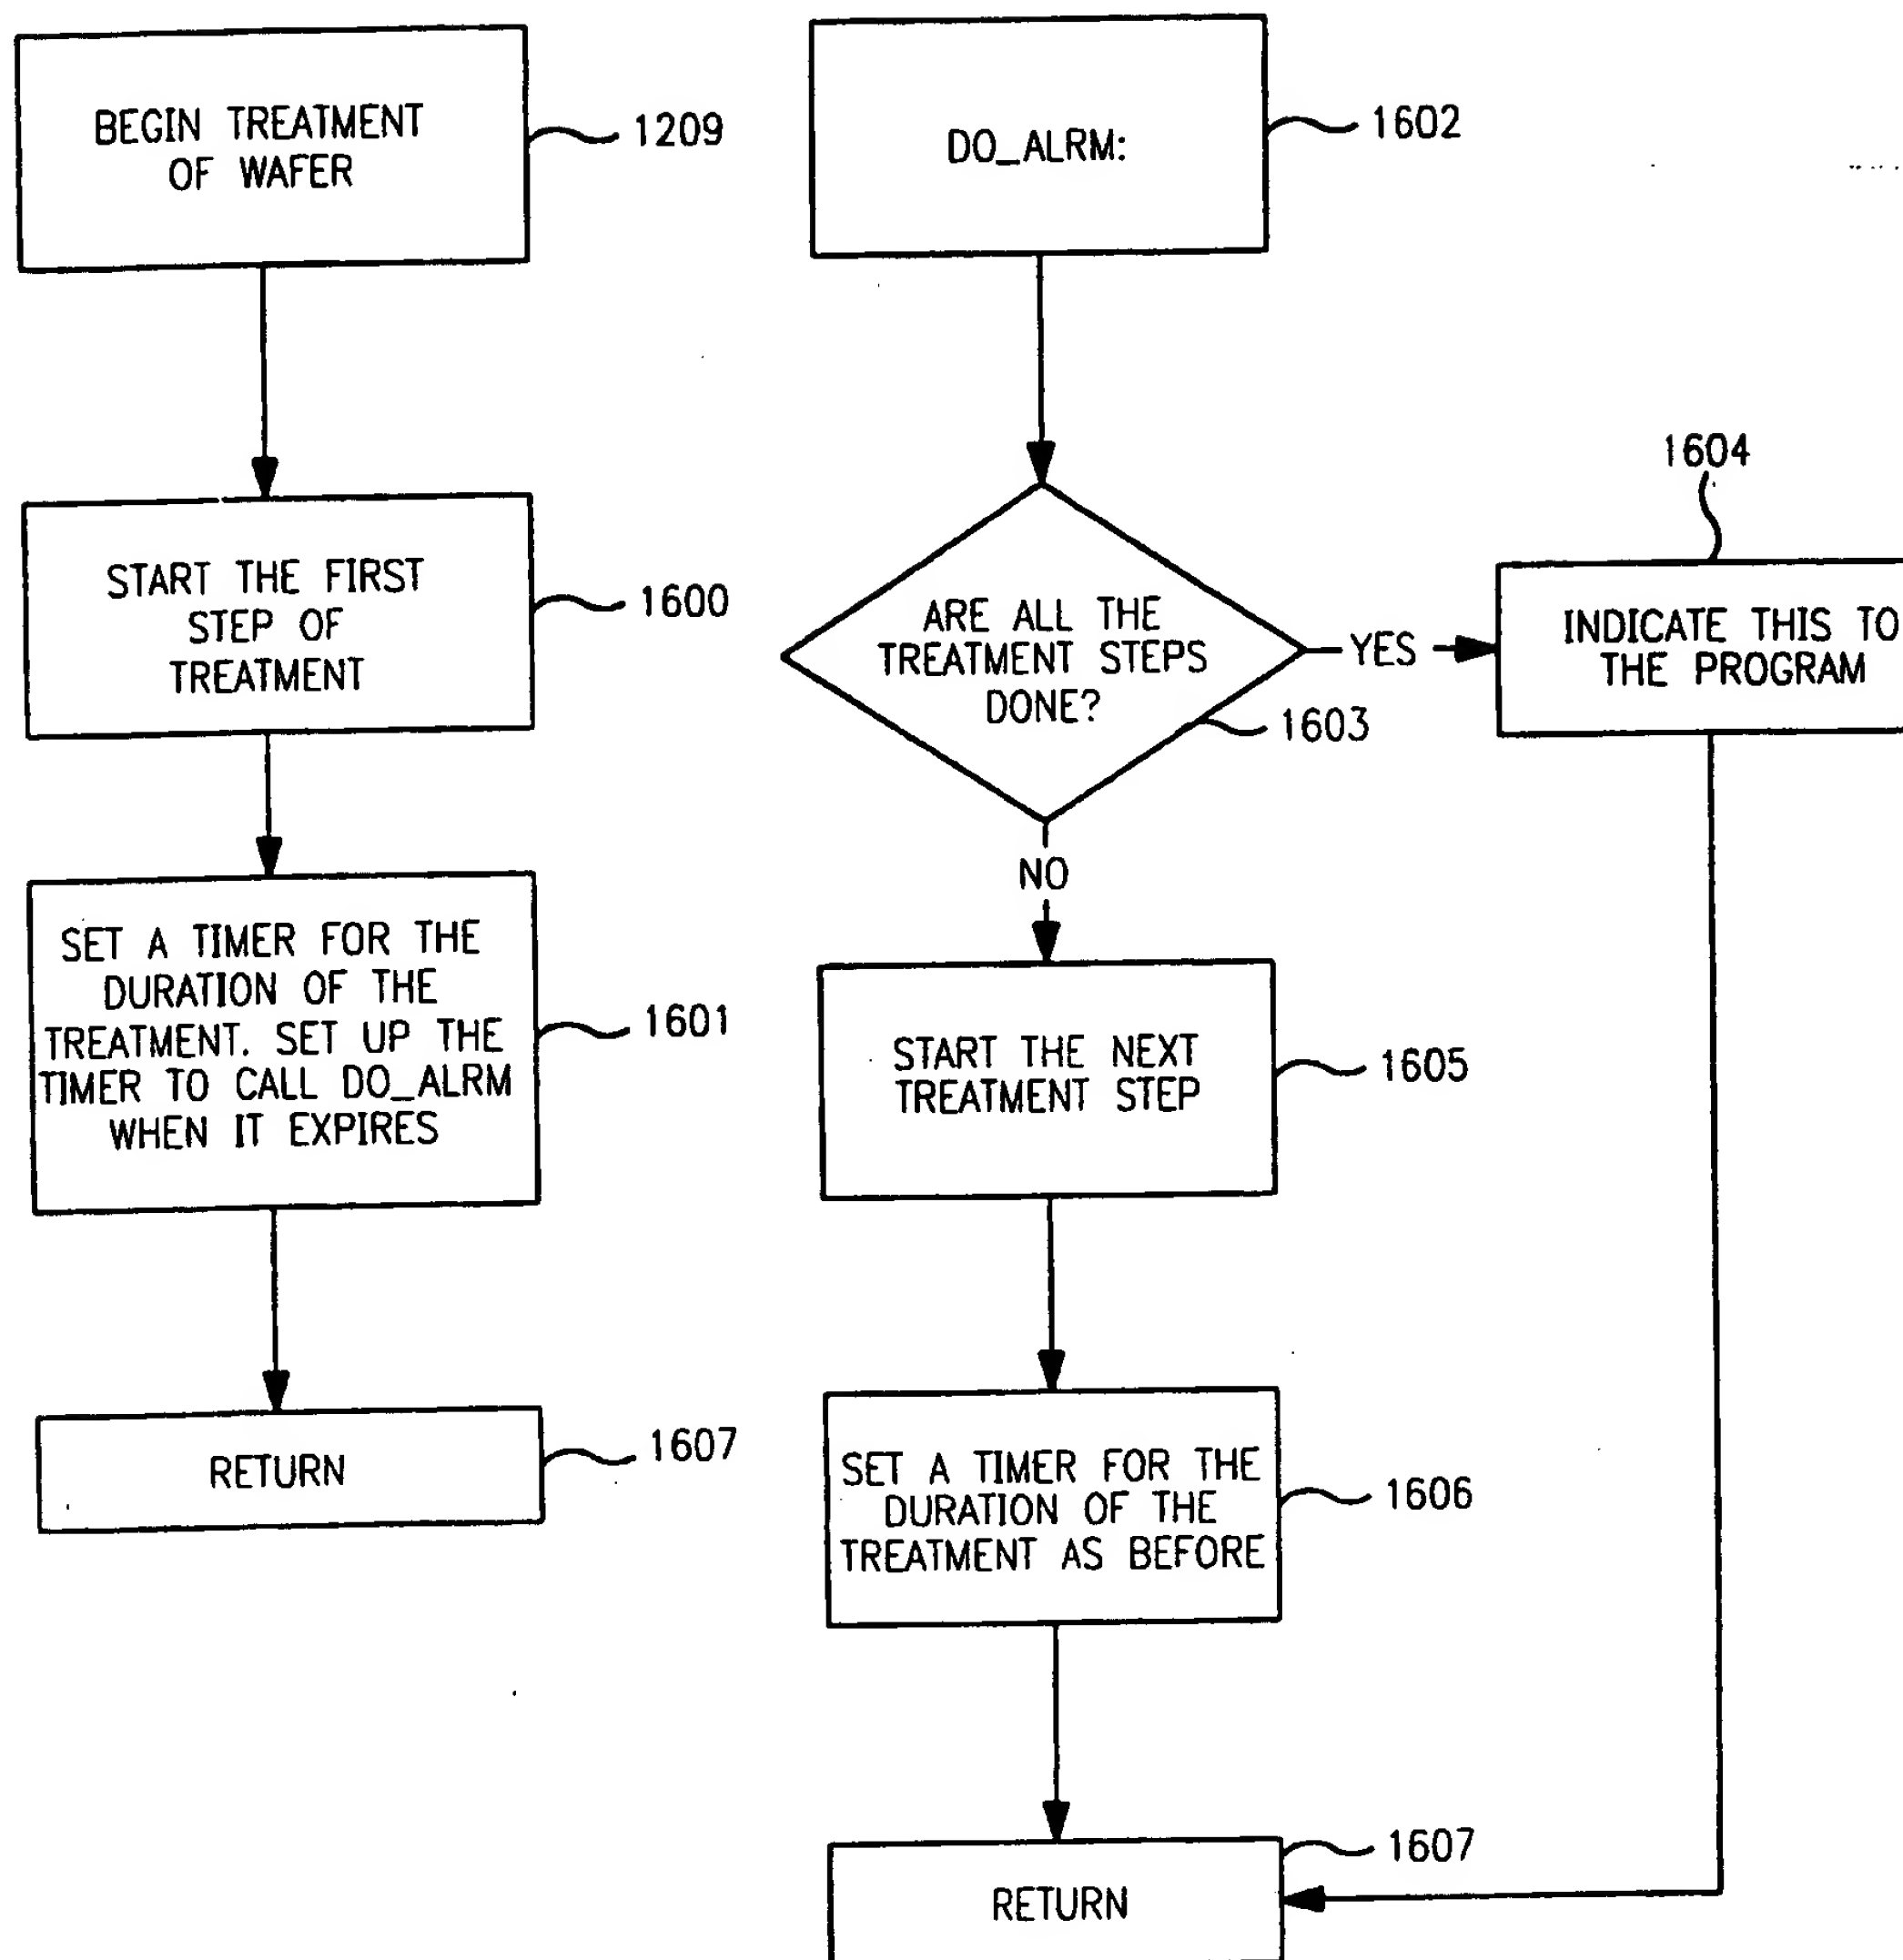 BEGIN TREATMENT
OF WAFER
1209
START THE FIRST
STEP OF
TREATMENT
1600
SET A TIMER FOR THE
DURATION OF THE
TREATMENT. SET UP THE
TIMER TO CALL DO_ALRM
WHEN IT EXPIRES
1601
RETURN
1607
DO_ALRM:
1602
ARE ALL THE
TREATMENT STEPS
DONE?
1603
YES
1604
INDICATE THIS TO
THE PROGRAM
NO
START THE NEXT
TREATMENT STEP
1605
SET A TIMER FOR THE
DURATION OF THE
TREATMENT AS BEFORE
1606
RETURN
1607